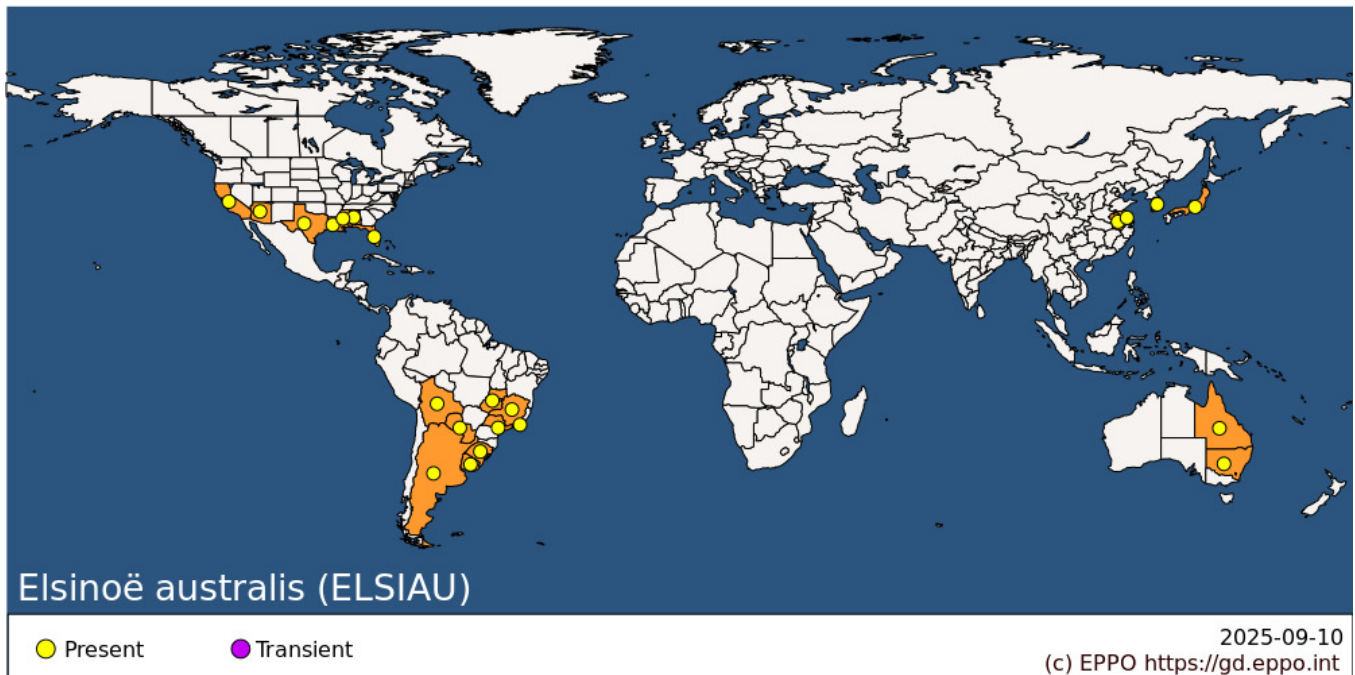 Elsinoë australis (ELSIAU)
Present
Transient
2025-09-10
(c) EPPO https://gd.eppo.int